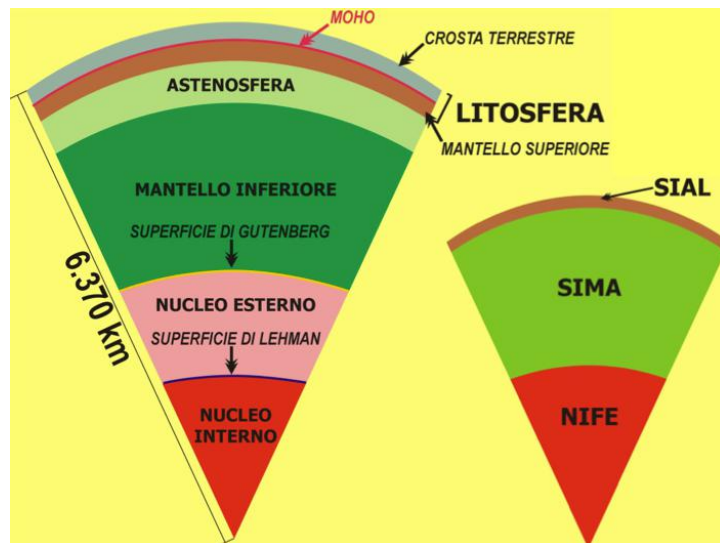 MOHO
CROSTA TERRESTRE
ASTENOSFERA
LITOSFERA
MANTELLO SUPERIORE
MANTELLO INFERIORE
SUPERFICIE DI GUTENBERG
6.370 km
NUCLEO ESTERNO
SUPERFICIE DI LEHMAN
NUCLEO
INTERNO
SIAL
SIMA
NIFE